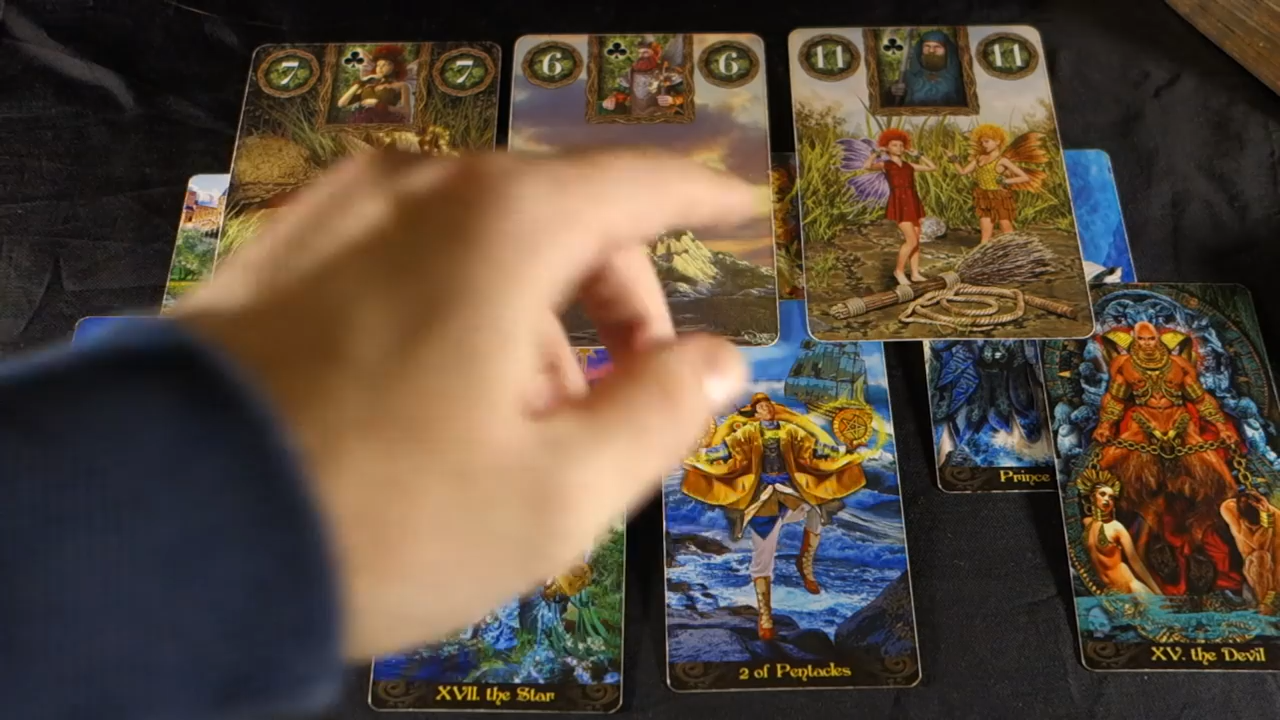 7 7
6 6
11 11
Prince
XVII. the Star
2 of Pentacles
XV. the Devil